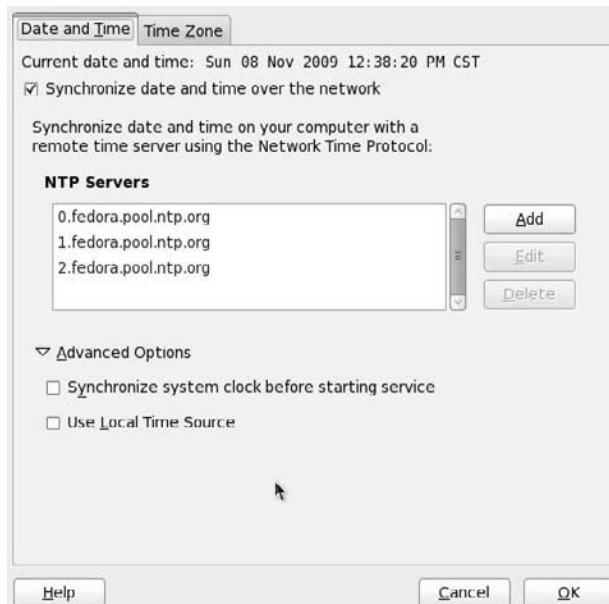 Date and Time Time Zone
Current date and time: Sun 08 Nov 2009 12:38:20 PM CST
Synchronize date and time over the network
Synchronize date and time on your computer with a
remote time server using the Network Time Protocol:
NTP Servers
0.fedora.pool.ntp.org
1.fedora.pool.ntp.org
2.fedora.pool.ntp.org
Add
Edit
Delete
Advanced Options
Synchronize system clock before starting service
Use Local Time Source
Help Cancel OK